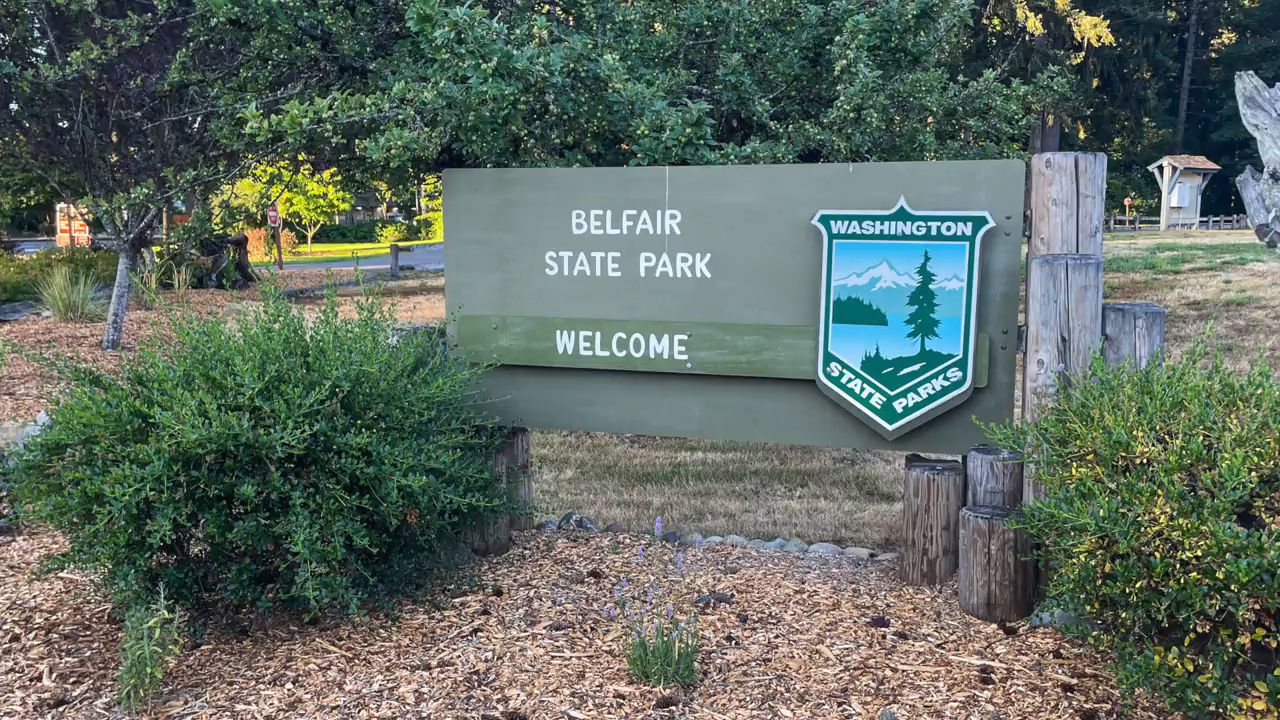 BELFAIR
STATE PARK
WELCOME
WASHINGTON
STATE PARKS